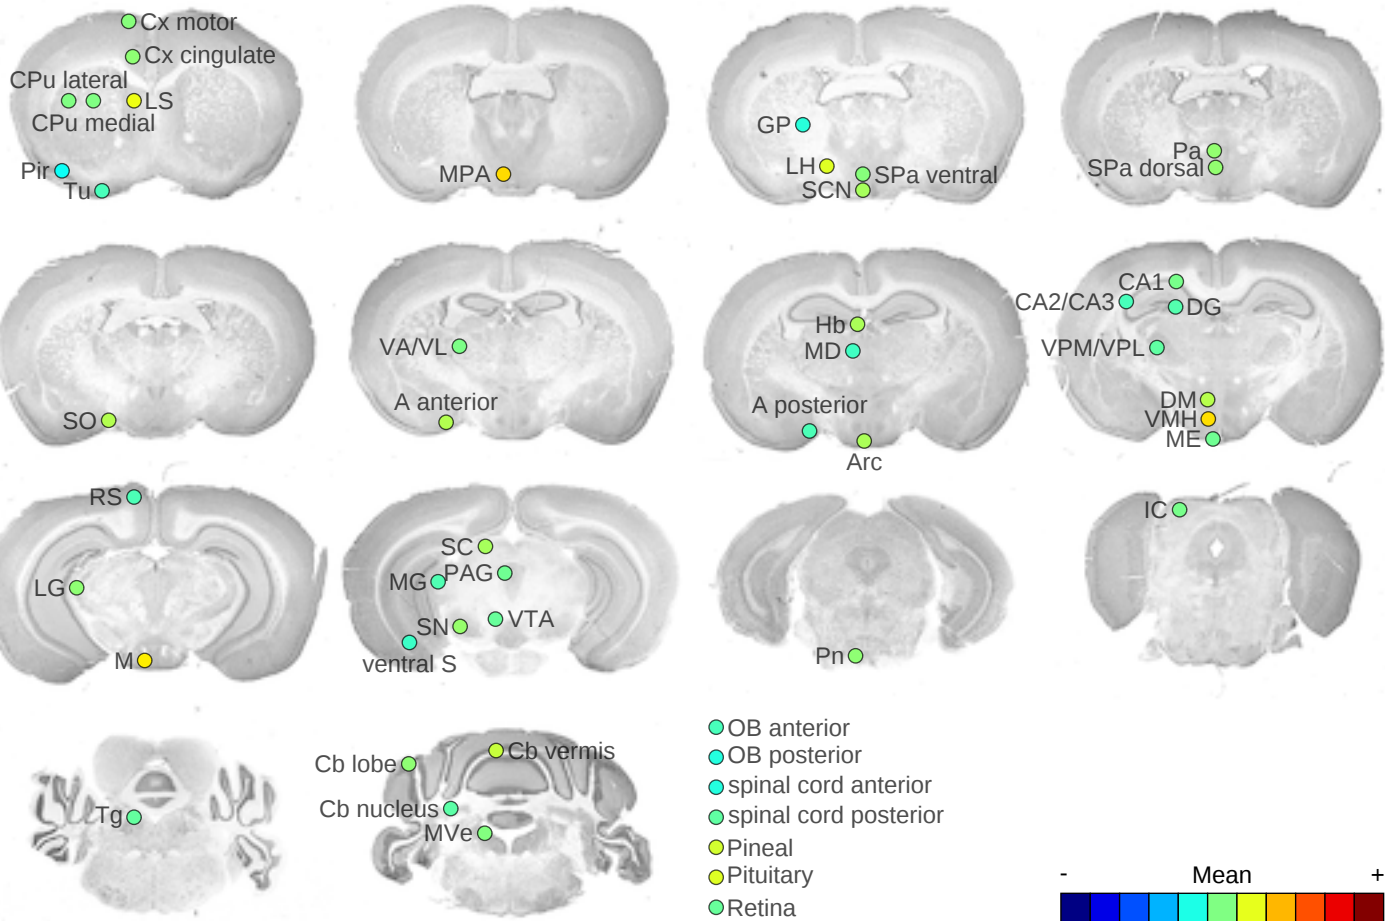 Cx motor
Cx cingulate
CPu lateral
LS
CPu medial
Pir
Tu
MPA
GP
LH
SPa ventral
SCN
Pa
SPa dorsal
SO
VA/VL
A anterior
Hb
MD
A posterior
Arc
CA1
CA2/CA3
DG
VPM/VPL
DM
VMH
ME
RS
LG
M
SC
PAG
MG
VTA
SN
ventral S
Pn
IC
Tg
Cb vermis
Cb lobe
Cb nucleus
MVe
OB anterior
OB posterior
spinal cord anterior
spinal cord posterior
Pineal
Pituitary
Retina
- Mean +